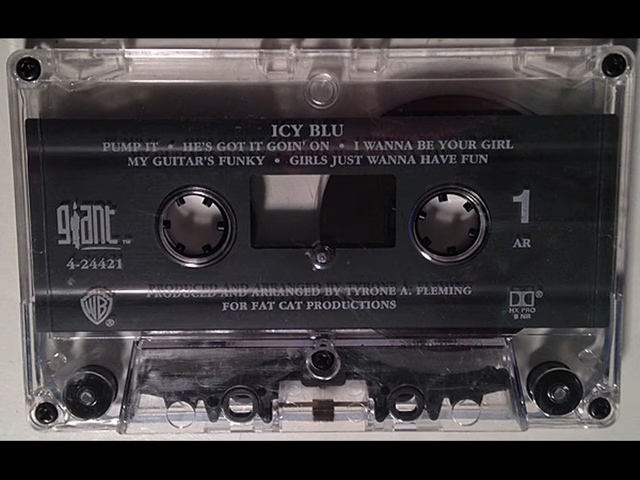 ICY BLU
PUMP IT • HE'S GOT IT GOIN' ON • I WANNA BE YOUR GIRL
MY GUITAR'S FUNKY • GIRLS JUST WANNA HAVE FUN
giant™
4-24421
1
AR
PRODUCED AND ARRANGED BY TYRONE A. FLEMING
FOR FAT CAT PRODUCTIONS
WB®
®
HX PRO
B NR